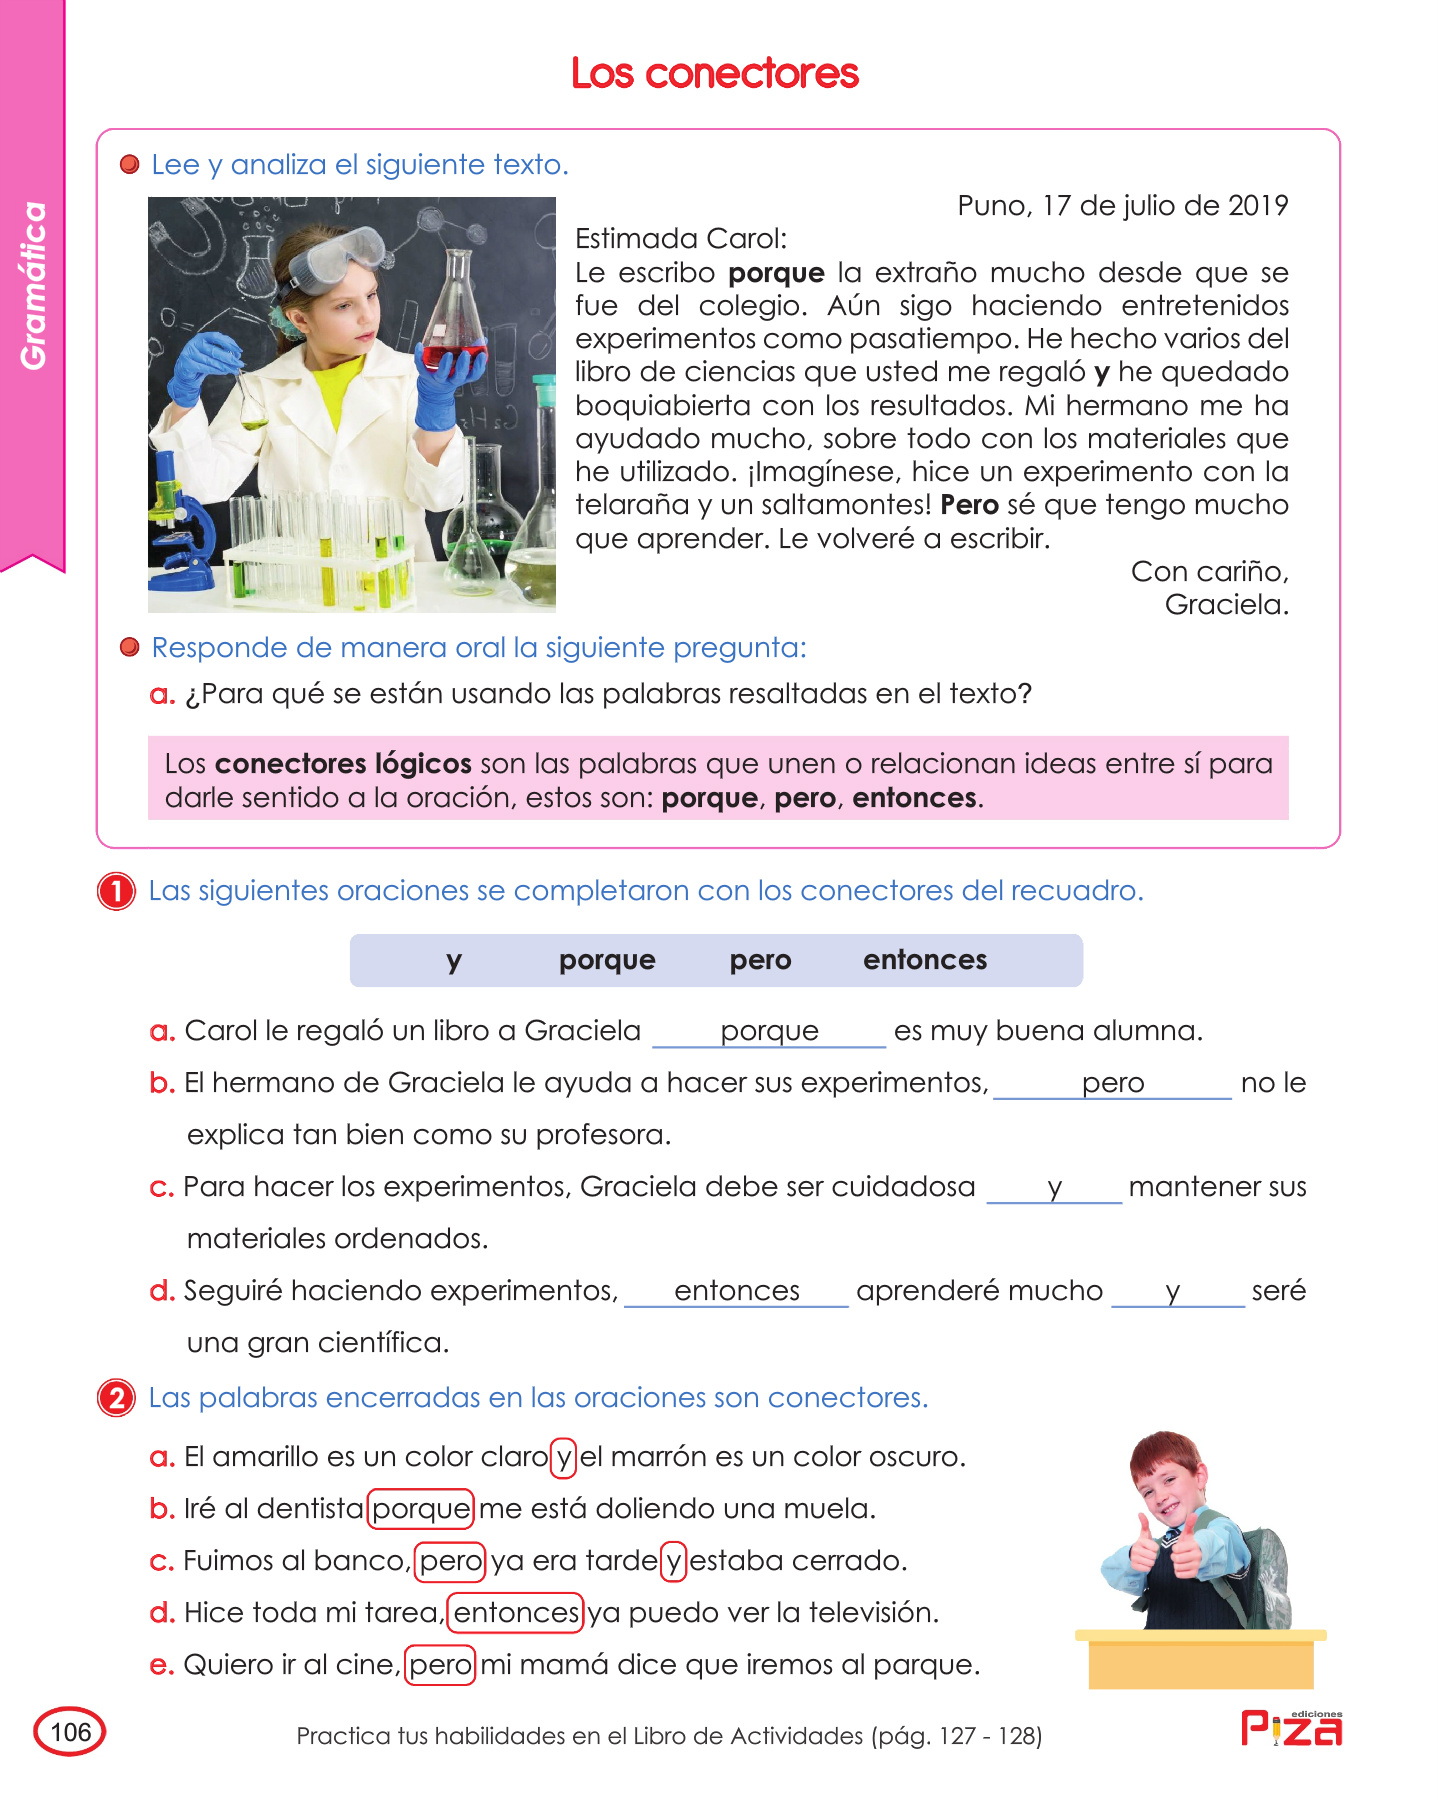 Los conectores
Gramática
Lee y analiza el siguiente texto.
Puno, 17 de julio de 2019
Estimada Carol:
Le escribo porque la extraño mucho desde que se
fue del colegio. Aún sigo haciendo entretenidos
experimentos como pasatiempo. He hecho varios del
libro de ciencias que usted me regaló y he quedado
boquiabierta con los resultados. Mi hermano me ha
ayudado mucho, sobre todo con los materiales que
he utilizado. ¡Imagínese, hice un experimento con la
telaraña y un saltamontes! Pero sé que tengo mucho
que aprender. Le volveré a escribir.
Con cariño,
Graciela.
Responde de manera oral la siguiente pregunta:
a. ¿Para qué se están usando las palabras resaltadas en el texto?
Los conectores lógicos son las palabras que unen o relacionan ideas entre sí para
darle sentido a la oración, estos son: porque, pero, entonces.
1 Las siguientes oraciones se completaron con los conectores del recuadro.
y porque pero entonces
a. Carol le regaló un libro a Graciela porque es muy buena alumna.
b. El hermano de Graciela le ayuda a hacer sus experimentos, pero no le
explica tan bien como su profesora.
c. Para hacer los experimentos, Graciela debe ser cuidadosa y mantener sus
materiales ordenados.
d. Seguiré haciendo experimentos, entonces aprenderé mucho y seré
una gran científica.
2 Las palabras encerradas en las oraciones son conectores.
a. El amarillo es un color claro y el marrón es un color oscuro.
b. Iré al dentista porque me está doliendo una muela.
c. Fuimos al banco, pero ya era tarde y estaba cerrado.
d. Hice toda mi tarea, entonces ya puedo ver la televisión.
e. Quiero ir al cine, pero mi mamá dice que iremos al parque.
106
Practica tus habilidades en el Libro de Actividades (pág. 127 - 128)
ediciones
Piza